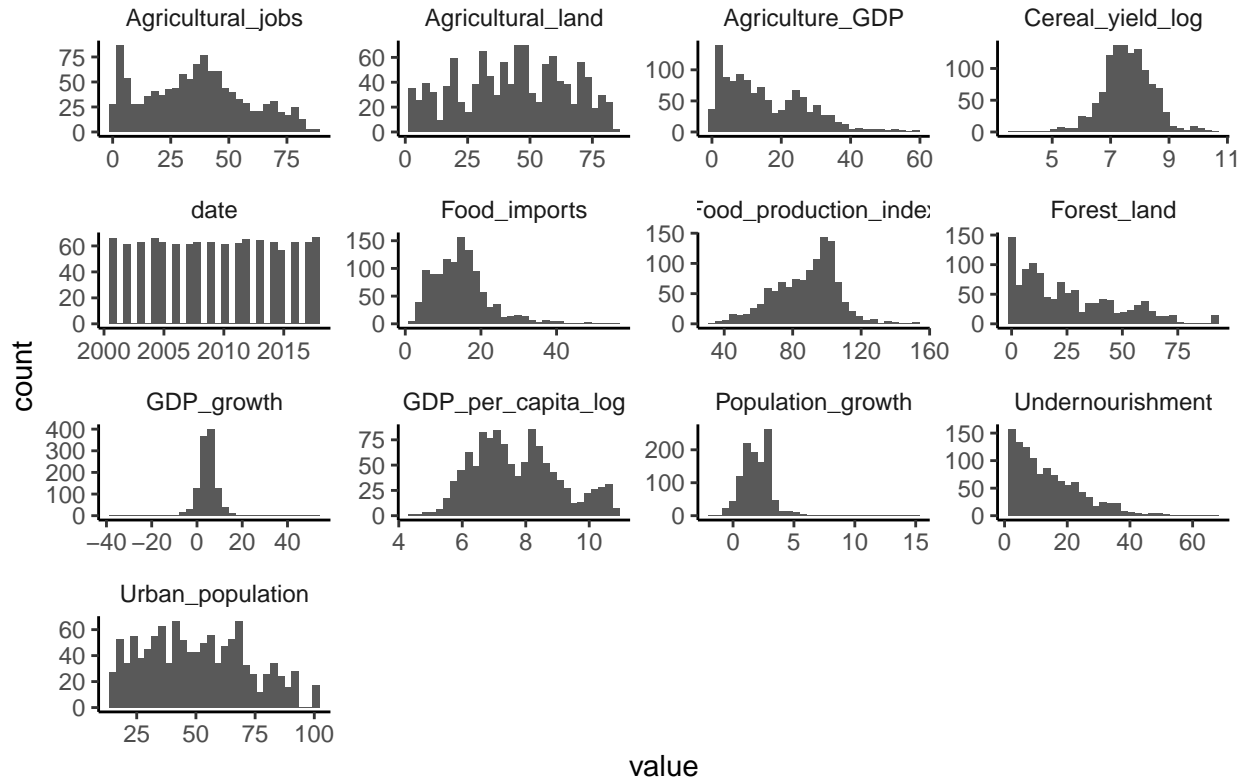 Agricultural_jobs Agricultural_land Agriculture_GDP Cereal_yield_log
75 50 25 0 60 40 20 0 100 50 0 100 50 0
0 25 50 75 0 25 50 75 0 20 40 60 5 7 9 11
date Food_imports Food_production_index Forest_land
60 40 20 0 150 100 50 0 150 100 50 0 150 100 50 0
2000 2005 2010 2015 0 20 40 40 80 120 160 0 25 50 75
count
GDP_growth GDP_per_capita_log Population_growth Undernourishment
400 300 200 100 0 75 50 25 0 200 100 0 150 100 50 0
−40 −20 0 20 40 4 6 8 10 0 5 10 15 0 20 40 60
Urban_population
60 40 20 0
25 50 75 100
value